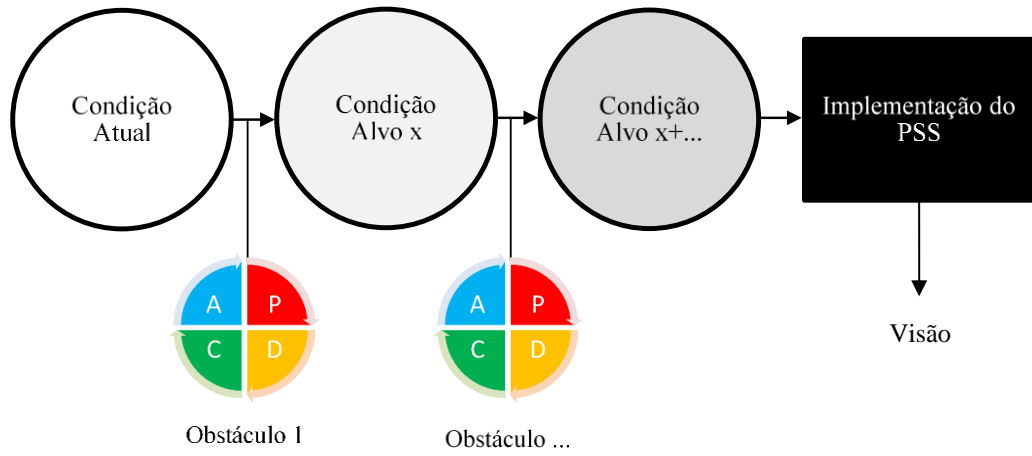 Condição
Atual
Condição
Alvo x
Condição
Alvo x+...
Implementação do
PSS
A P
C D
A P
C D
Visão
Obstáculo 1
Obstáculo ...